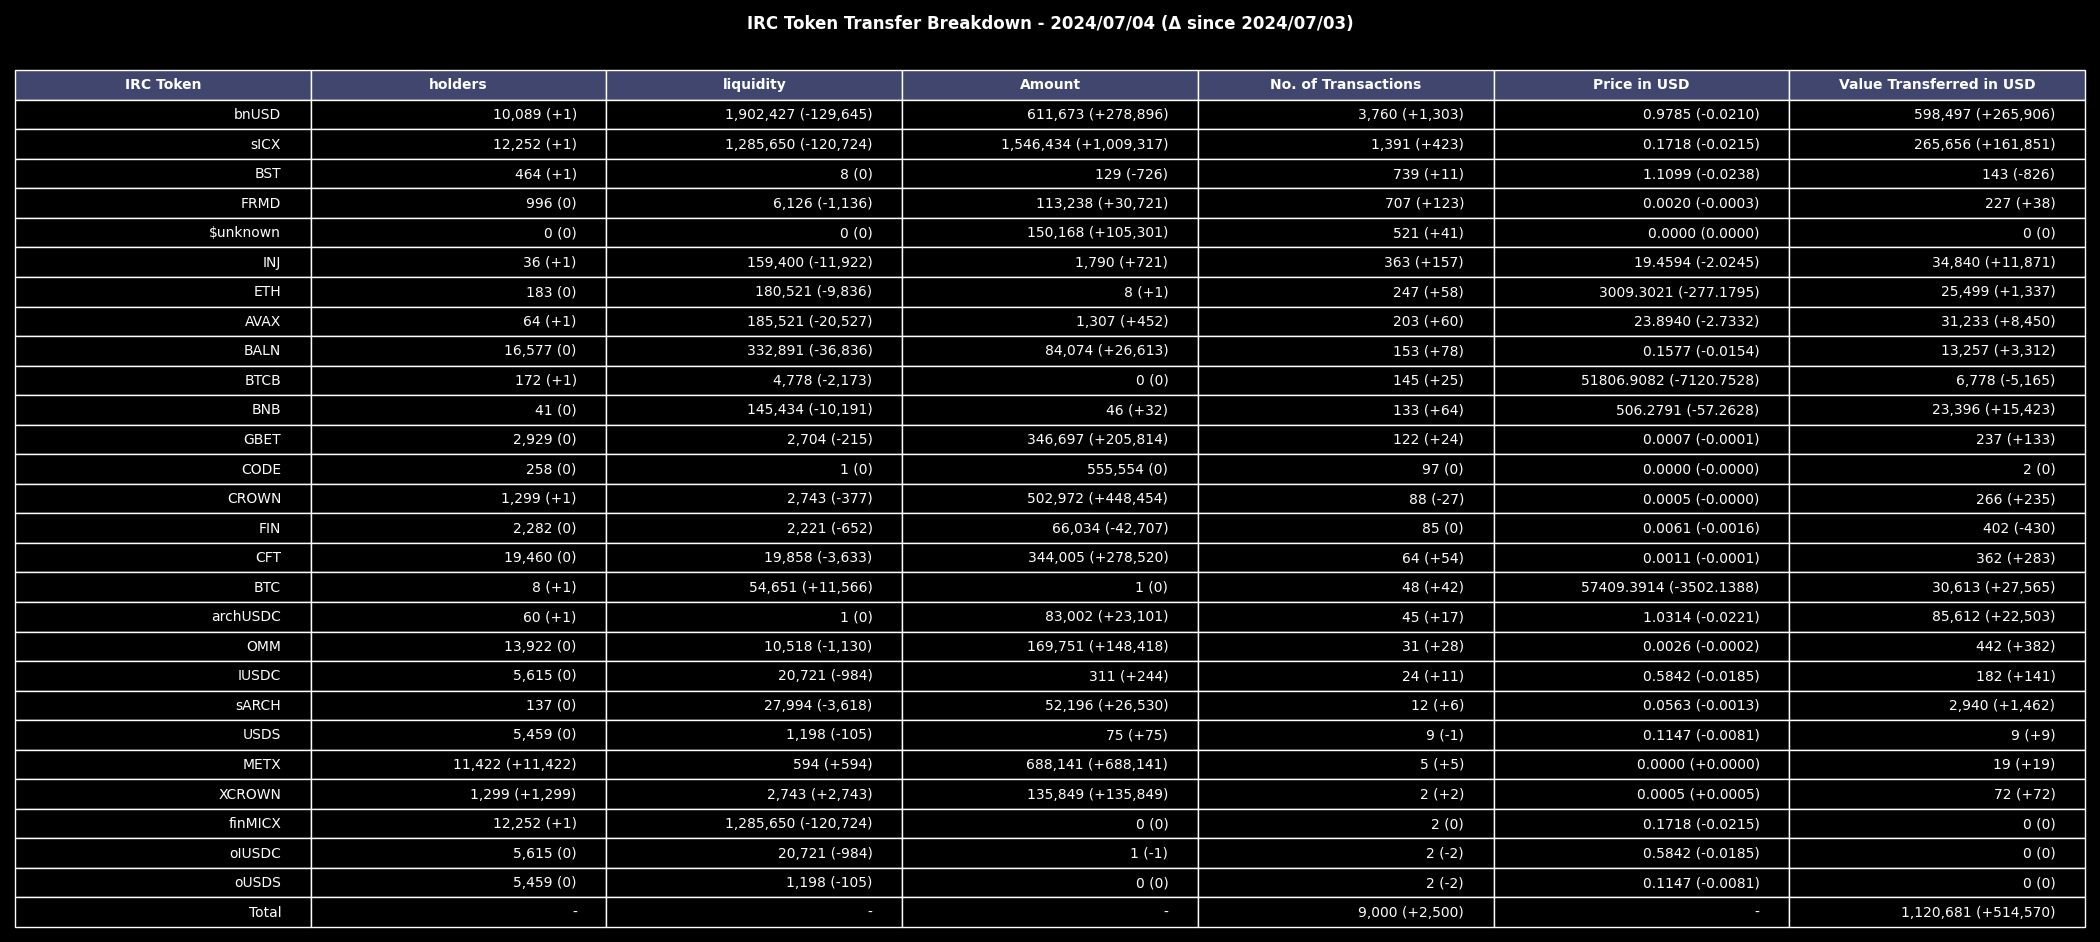 IRC Token Transfer Breakdown - 2024/07/04 (Δ since 2024/07/03)
IRC Token holders liquidity Amount No. of Transactions Price in USD Value Transferred in USD
bnUSD 10,089 (+1) 1,902,427 (-129,645) 611,673 (+278,896) 3,760 (+1,303) 0.9785 (-0.0210) 598,497 (+265,906)
sICX 12,252 (+1) 1,285,650 (-120,724) 1,546,434 (+1,009,317) 1,391 (+423) 0.1718 (-0.0215) 265,656 (+161,851)
BST 464 (+1) 8 (0) 129 (-726) 739 (+11) 1.1099 (-0.0238) 143 (-826)
FRMD 996 (0) 6,126 (-1,136) 113,238 (+30,721) 707 (+123) 0.0020 (-0.0003) 227 (+38)
$unknown 0 (0) 0 (0) 150,168 (+105,301) 521 (+41) 0.0000 (0.0000) 0 (0)
INJ 36 (+1) 159,400 (-11,922) 1,790 (+721) 363 (+157) 19.4594 (-2.0245) 34,840 (+11,871)
ETH 183 (0) 180,521 (-9,836) 8 (+1) 247 (+58) 3009.3021 (-277.1795) 25,499 (+1,337)
AVAX 64 (+1) 185,521 (-20,527) 1,307 (+452) 203 (+60) 23.8940 (-2.7332) 31,233 (+8,450)
BALN 16,577 (0) 332,891 (-36,836) 84,074 (+26,613) 153 (+78) 0.1577 (-0.0154) 13,257 (+3,312)
BTCB 172 (+1) 4,778 (-2,173) 0 (0) 145 (+25) 51806.9082 (-7120.7528) 6,778 (-5,165)
BNB 41 (0) 145,434 (-10,191) 46 (+32) 133 (+64) 506.2791 (-57.2628) 23,396 (+15,423)
GBET 2,929 (0) 2,704 (-215) 346,697 (+205,814) 122 (+24) 0.0007 (-0.0001) 237 (+133)
CODE 258 (0) 1 (0) 555,554 (0) 97 (0) 0.0000 (-0.0000) 2 (0)
CROWN 1,299 (+1) 2,743 (-377) 502,972 (+448,454) 88 (-27) 0.0005 (-0.0000) 266 (+235)
FIN 2,282 (0) 2,221 (-652) 66,034 (-42,707) 85 (0) 0.0061 (-0.0016) 402 (-430)
CFT 19,460 (0) 19,858 (-3,633) 344,005 (+278,520) 64 (+54) 0.0011 (-0.0001) 362 (+283)
BTC 8 (+1) 54,651 (+11,566) 1 (0) 48 (+42) 57409.3914 (-3502.1388) 30,613 (+27,565)
archUSDC 60 (+1) 1 (0) 83,002 (+23,101) 45 (+17) 1.0314 (-0.0221) 85,612 (+22,503)
OMM 13,922 (0) 10,518 (-1,130) 169,751 (+148,418) 31 (+28) 0.0026 (-0.0002) 442 (+382)
IUSDC 5,615 (0) 20,721 (-984) 311 (+244) 24 (+11) 0.5842 (-0.0185) 182 (+141)
sARCH 137 (0) 27,994 (-3,618) 52,196 (+26,530) 12 (+6) 0.0563 (-0.0013) 2,940 (+1,462)
USDS 5,459 (0) 1,198 (-105) 75 (+75) 9 (-1) 0.1147 (-0.0081) 9 (+9)
METX 11,422 (+11,422) 594 (+594) 688,141 (+688,141) 5 (+5) 0.0000 (+0.0000) 19 (+19)
XCROWN 1,299 (+1,299) 2,743 (+2,743) 135,849 (+135,849) 2 (+2) 0.0005 (+0.0005) 72 (+72)
finMICX 12,252 (+1) 1,285,650 (-120,724) 0 (0) 2 (0) 0.1718 (-0.0215) 0 (0)
oIUSDC 5,615 (0) 20,721 (-984) 1 (-1) 2 (-2) 0.5842 (-0.0185) 0 (0)
oUSDS 5,459 (0) 1,198 (-105) 0 (0) 2 (-2) 0.1147 (-0.0081) 0 (0)
Total - - - 9,000 (+2,500) - 1,120,681 (+514,570)